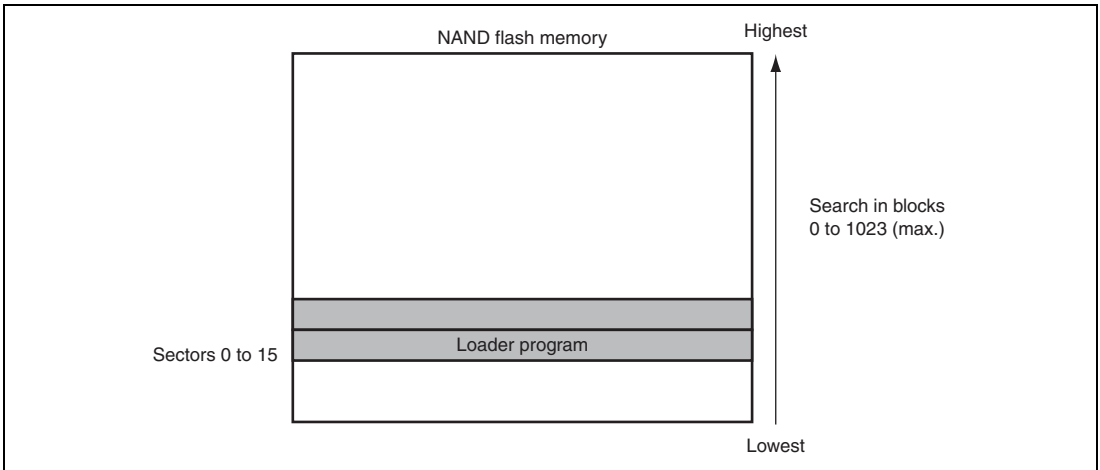 NAND flash memory
Highest
Search in blocks
0 to 1023 (max.)
Loader program
Sectors 0 to 15
Lowest